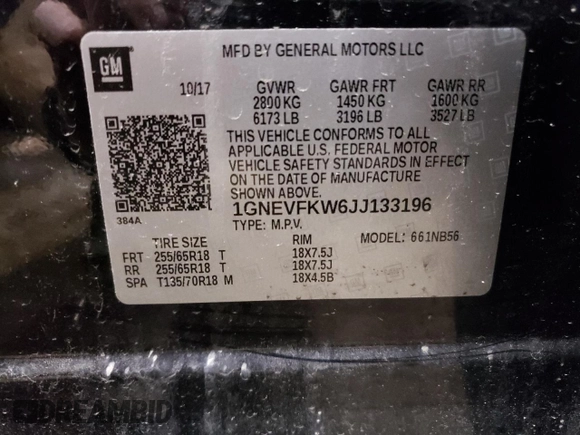 GM
MFD BY GENERAL MOTORS LLC
10/17 GVWR GAWR FRT GAWR RR
2890 KG 1450 KG 1600 KG
6173 LB 3196 LB 3527 LB
THIS VEHICLE CONFORMS TO ALL
APPLICABLE U.S. FEDERAL MOTOR
VEHICLE SAFETY STANDARDS IN EFFECT
ON THE DATE OF MANUFACTURE
SHOWN ABOVE.
384A
1GNEVFKW6JJ133196
TYPE: M.P.V. MODEL: 661NB56
TIRE SIZE RIM
FRT 255/65R18 T 18X7.5J
RR 255/65R18 T 18X7.5J
SPA T135/70R18 M 18X4.5B
DREAMBID